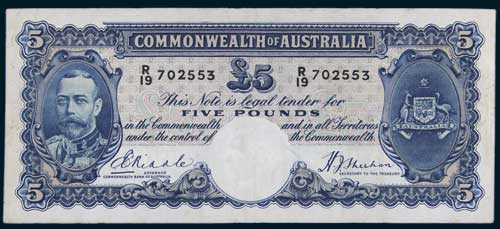 5 COMMONWEALTH OF AUSTRALIA 5
R/19 702553 £5 R/19 702553
This Note is legal tender for
FIVE POUNDS
in the Commonwealth and in all Territories
under the control of the Commonwealth.
E Riddle H J Sheehan
GOVERNOR SECRETARY TO THE TREASURY
COMMONWEALTH BANK OF AUSTRALIA
AUSTRALIA
5 5